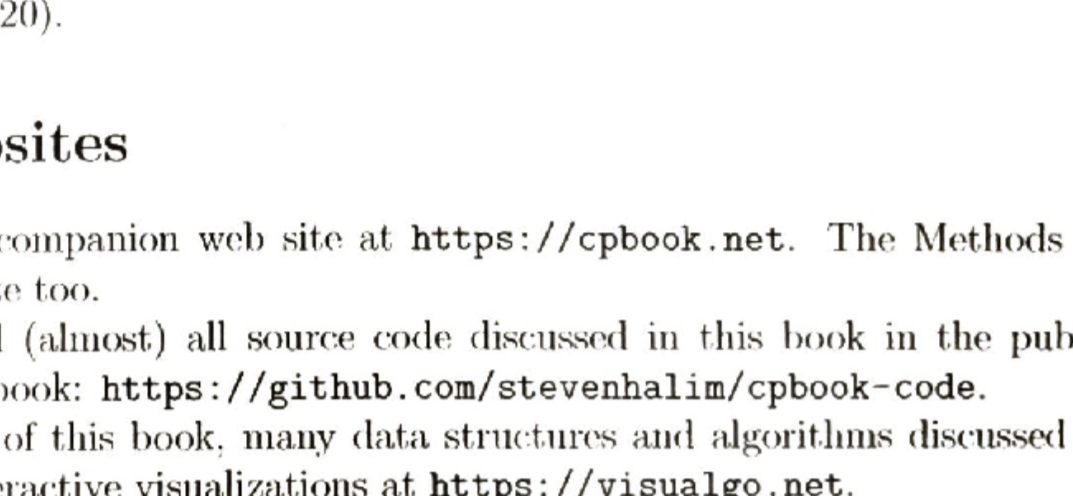 20).
sites
companion web site at https://cpbook.net. The Methods
too.
(almost) all source code discussed in this book in the pub
book: https://github.com/stevenhalim/cpbook-code.
of this book, many data structures and algorithms discussed
eractive visualizations at https://visualgo.net.